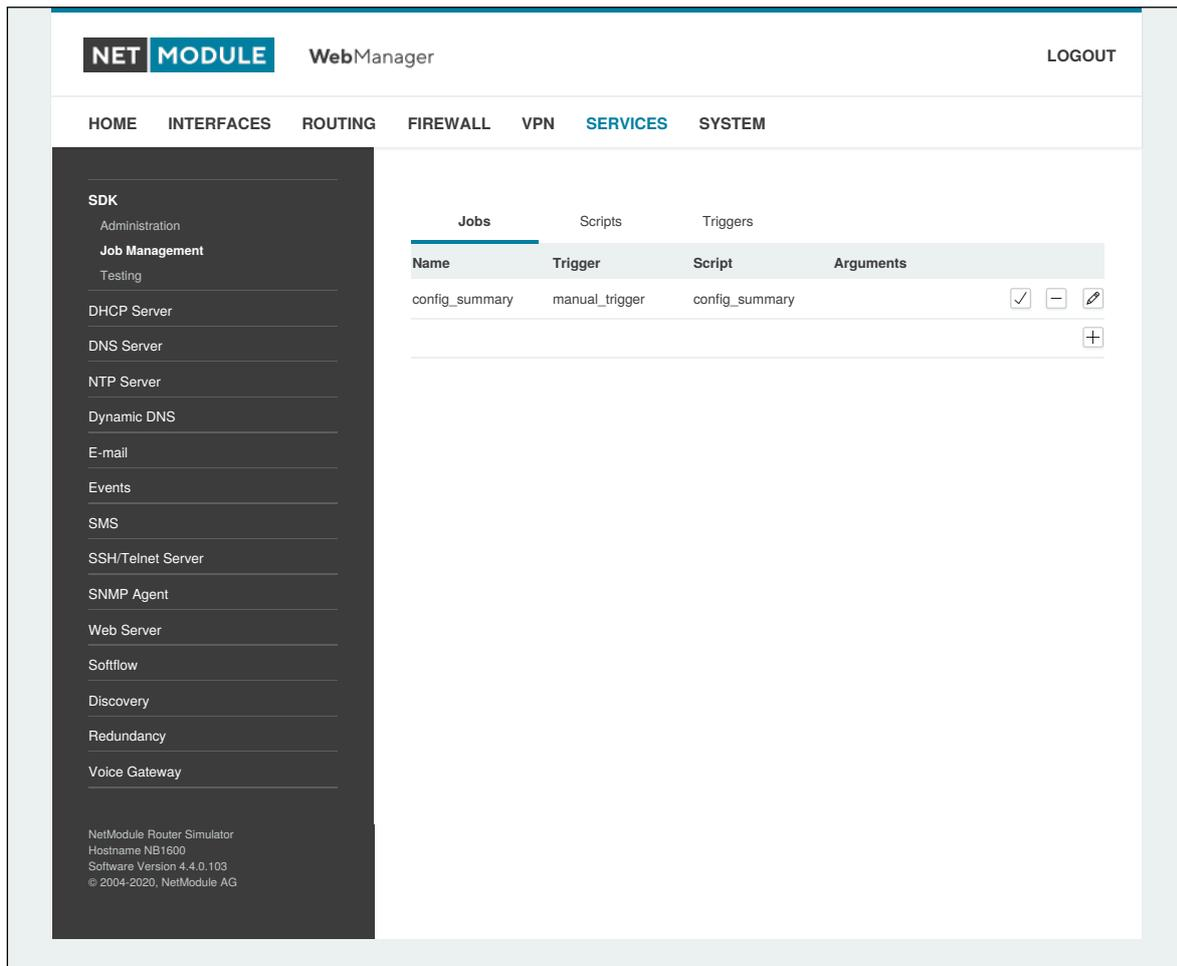 NET MODULE WebManager LOGOUT
HOME INTERFACES ROUTING FIREWALL VPN SERVICES SYSTEM
SDK
Administration
Job Management
Testing
DHCP Server
DNS Server
NTP Server
Dynamic DNS
E-mail
Events
SMS
SSH/Telnet Server
SNMP Agent
Web Server
Softflow
Discovery
Redundancy
Voice Gateway
NetModule Router Simulator
Hostname NB1600
Software Version 4.4.0.103
© 2004-2020, NetModule AG
Jobs Scripts Triggers
Name Trigger Script Arguments
config_summary manual_trigger config_summary